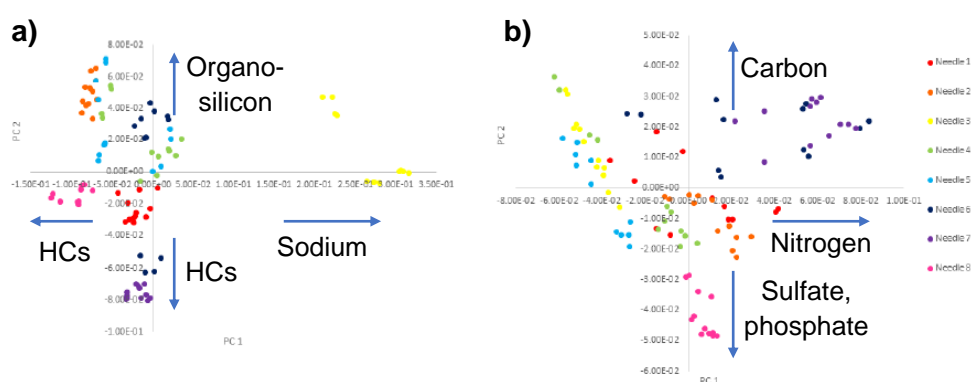 a)
8.00E-02
6.00E-02
4.00E-02
2.00E-02
0.00E+00
-1.50E-01 -1.00E-01 -5.00E-02 0.00E+00 5.00E-02 1.00E-01 1.50E-01 2.00E-01 2.50E-01 3.00E-01 3.50E-01
-2.00E-02
-4.00E-02
-6.00E-02
-8.00E-02
-1.00E-01
PC 2
PC 1
Organo-
silicon
HCs
HCs
Sodium
b)
5.00E-02
4.00E-02
3.00E-02
2.00E-02
1.00E-02
0.00E+00
-8.00E-02 -6.00E-02 -4.00E-02 -2.00E-02 0.00E+00 2.00E-02 4.00E-02 6.00E-02 8.00E-02 1.00E-01
-1.00E-02
-2.00E-02
-3.00E-02
-4.00E-02
-5.00E-02
-6.00E-02
PC 2
PC 1
Carbon
Nitrogen
Sulfate,
phosphate
Needle 1
Needle 2
Needle 3
Needle 4
Needle 5
Needle 6
Needle 7
Needle 8